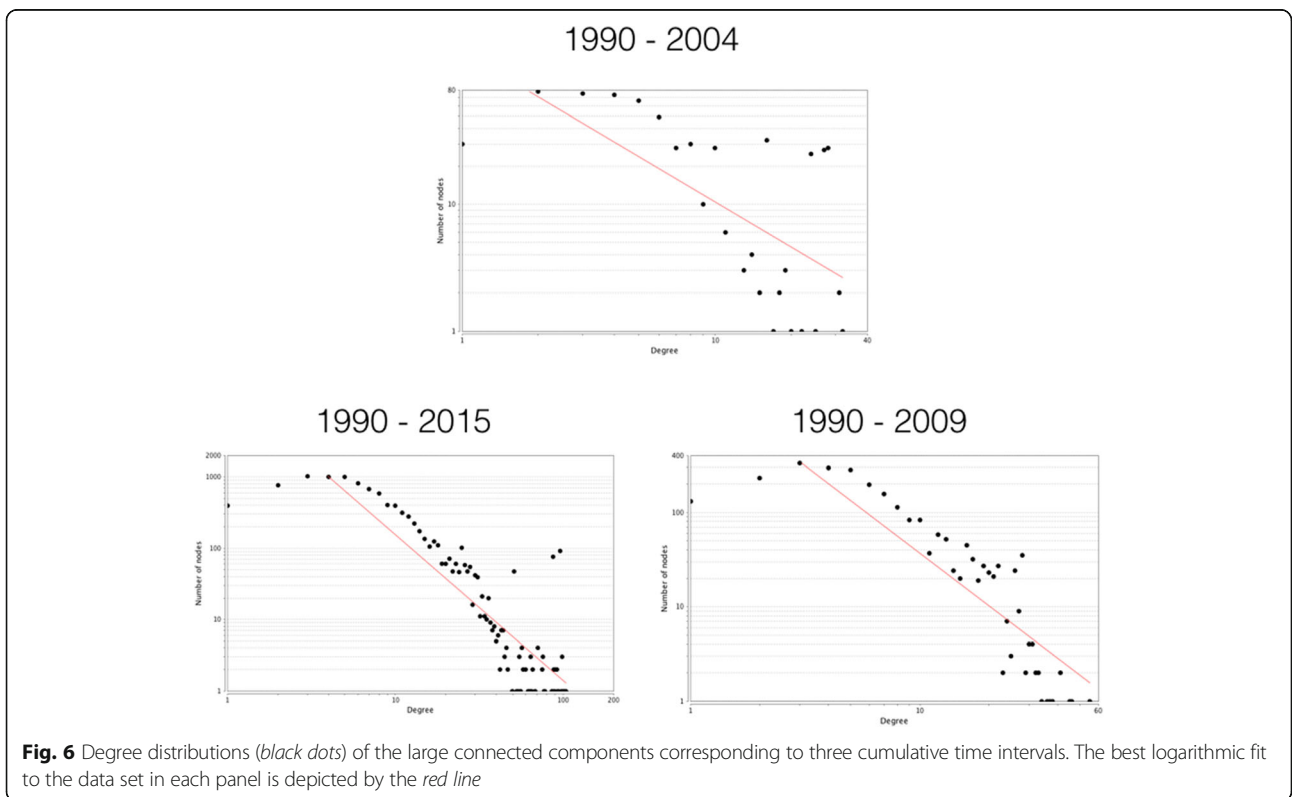 1990 - 2004
80
10
1
Number of nodes
1
10
40
Degree
1990 - 2015
2000
1000
100
10
1
Number of nodes
1
10
100
200
Degree
1990 - 2009
400
100
10
1
Number of nodes
1
10
60
Degree
Fig. 6 Degree distributions (black dots) of the large connected components corresponding to three cumulative time intervals. The best logarithmic fit
to the data set in each panel is depicted by the red line